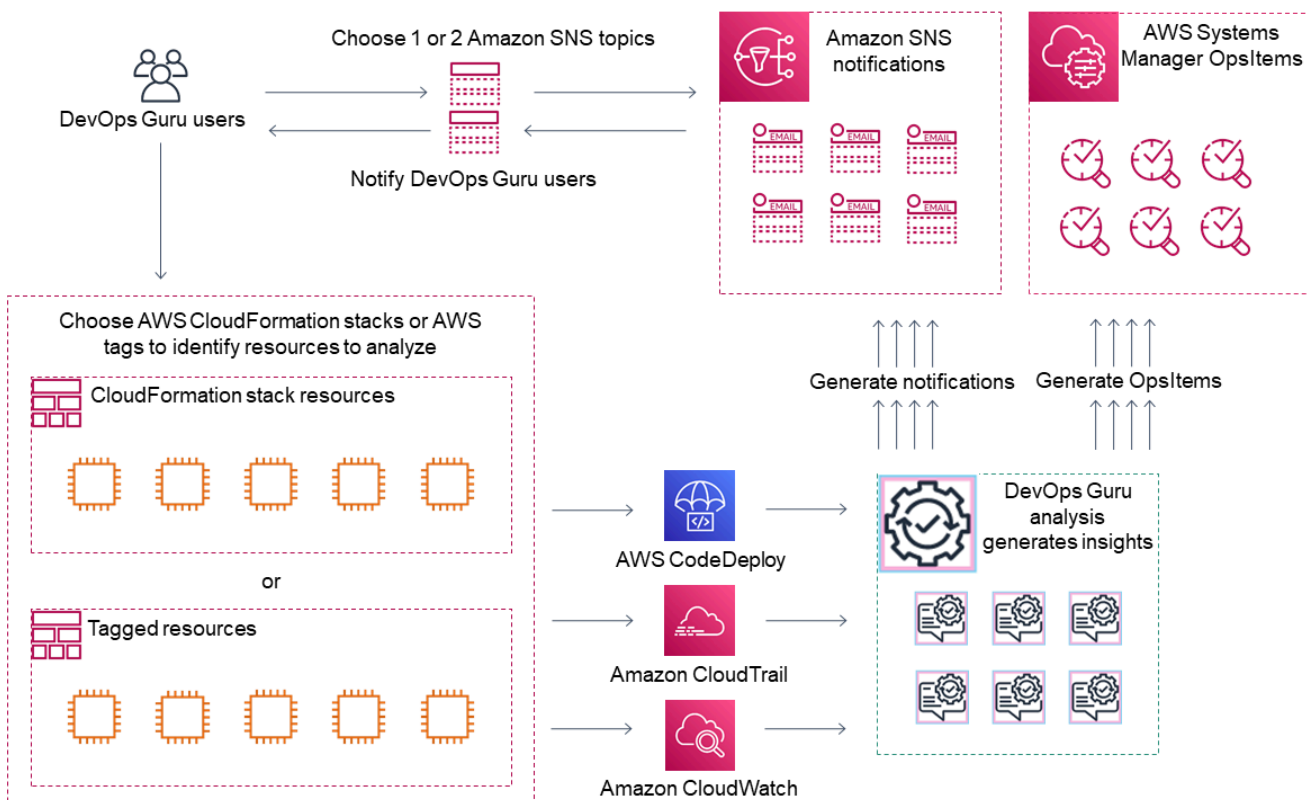 Choose 1 or 2 Amazon SNS topics
DevOps Guru users
Notify DevOps Guru users
Amazon SNS
notifications
EMAIL
EMAIL
EMAIL
EMAIL
EMAIL
EMAIL
AWS Systems
Manager OpsItems
Choose AWS CloudFormation stacks or AWS
tags to identify resources to analyze
CloudFormation stack resources
or
Tagged resources
Generate notifications
Generate OpsItems
</>
AWS CodeDeploy
Amazon CloudTrail
Amazon CloudWatch
DevOps Guru
analysis
generates insights